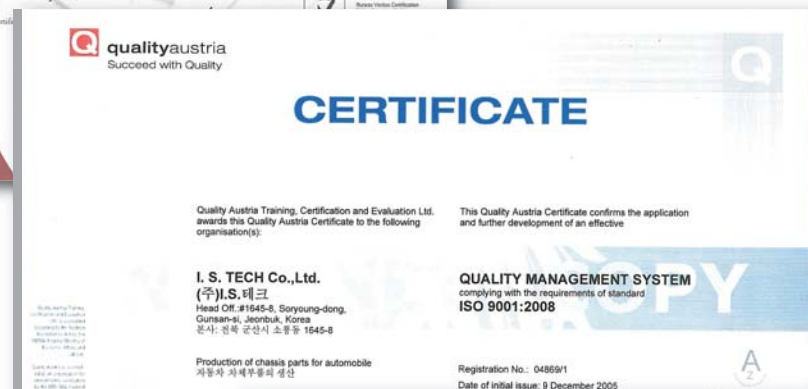 Bureau Veritas Certification
Q qualityaustria
Succeed with Quality
Q
CERTIFICATE
Quality Austria Training, Certification and Evaluation Ltd.
awards this Quality Austria Certificate to the following
organisation(s):
This Quality Austria Certificate confirms the application
and further development of an effective
I. S. TECH Co.,Ltd.
(주)I.S.테크
Head Off.:#1645-8, Soryoung-dong,
Gunsan-si, Jeonbuk, Korea
본사: 전북 군산시 소룡동 1645-8
QUALITY MANAGEMENT SYSTEM
complying with the requirements of standard
ISO 9001:2008
COPY
Production of chassis parts for automobile
자동차 차체부품의 생산
Registration No.: 04869/1
Date of initial issue: 9 December 2005
A
Z